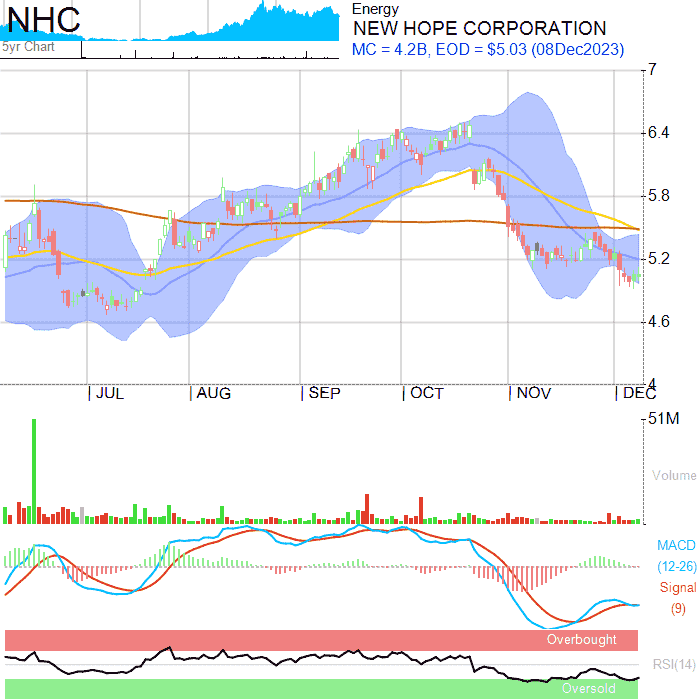 NHC
5yr Chart
Energy
NEW HOPE CORPORATION
MC = 4.2B, EOD = $5.03 (08Dec2023)
7
6.4
5.8
5.2
4.6
4
JUL AUG SEP OCT NOV DEC
51M
Volume
MACD
(12-26)
Signal
(9)
Overbought
RSI(14)
Oversold